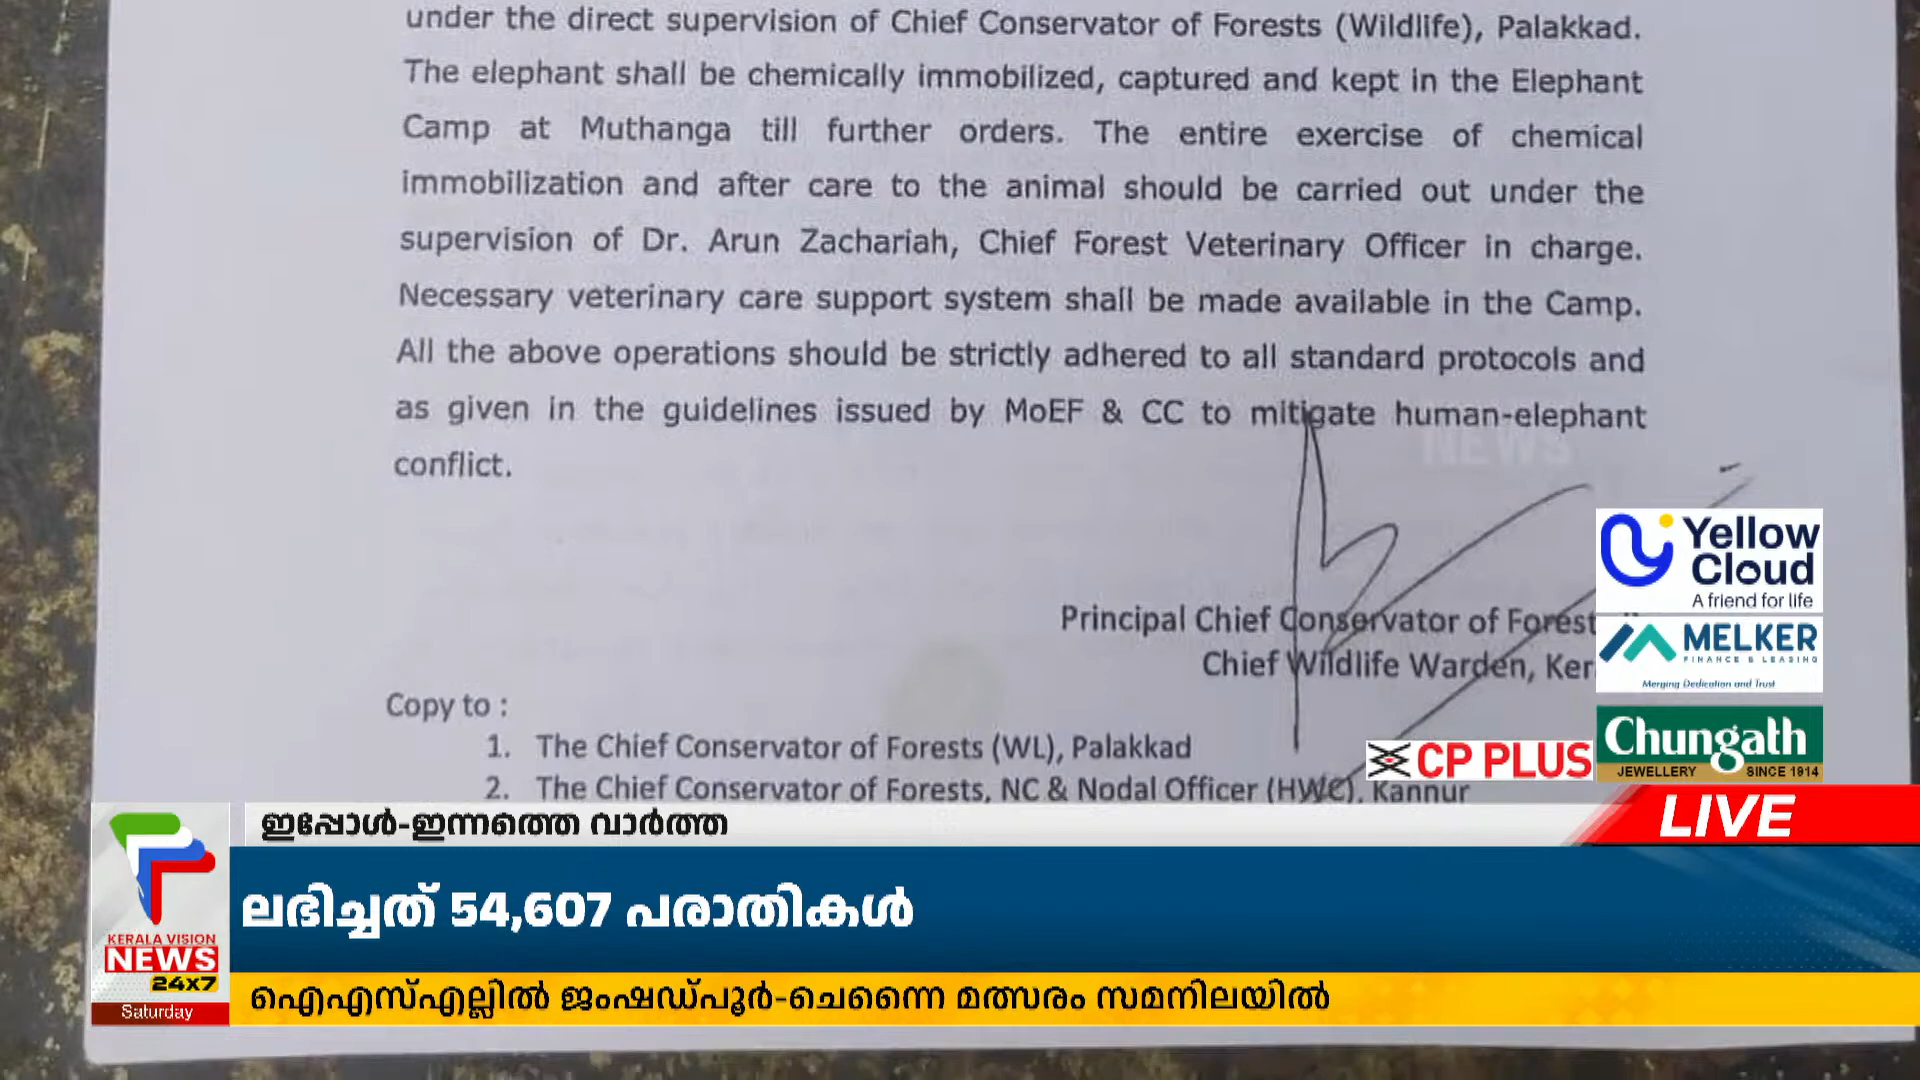 under the direct supervision of Chief Conservator of Forests (Wildlife), Palakkad.
The elephant shall be chemically immobilized, captured and kept in the Elephant
Camp at Muthanga till further orders. The entire exercise of chemical
immobilization and after care to the animal should be carried out under the
supervision of Dr. Arun Zachariah, Chief Forest Veterinary Officer in charge.
Necessary veterinary care support system shall be made available in the Camp.
All the above operations should be strictly adhered to all standard protocols and
as given in the guidelines issued by MoEF & CC to mitigate human-elephant
conflict.
NEWS
Principal Chief Conservator of Forest
Chief Wildlife Warden, Ker
Copy to :
1. The Chief Conservator of Forests (WL), Palakkad
2. The Chief Conservator of Forests, NC & Nodal Officer (HWC), Kannur
Yellow
Cloud
A friend for life
MELKER
FINANCE & LEASING
Merging Dedication and Trust
Chungath
JEWELLERY SINCE 1914
CP PLUS
LIVE
ഇപ്പോൾ-ഇന്നത്തെ വാർത്ത
ലഭിച്ചത് 54,607 പരാതികൾ
ഐഎസ്എല്ലിൽ ജംഷഡ്പൂർ-ചെന്നൈ മത്സരം സമനിലയിൽ
KERALA VISION
NEWS
24x7
Saturday